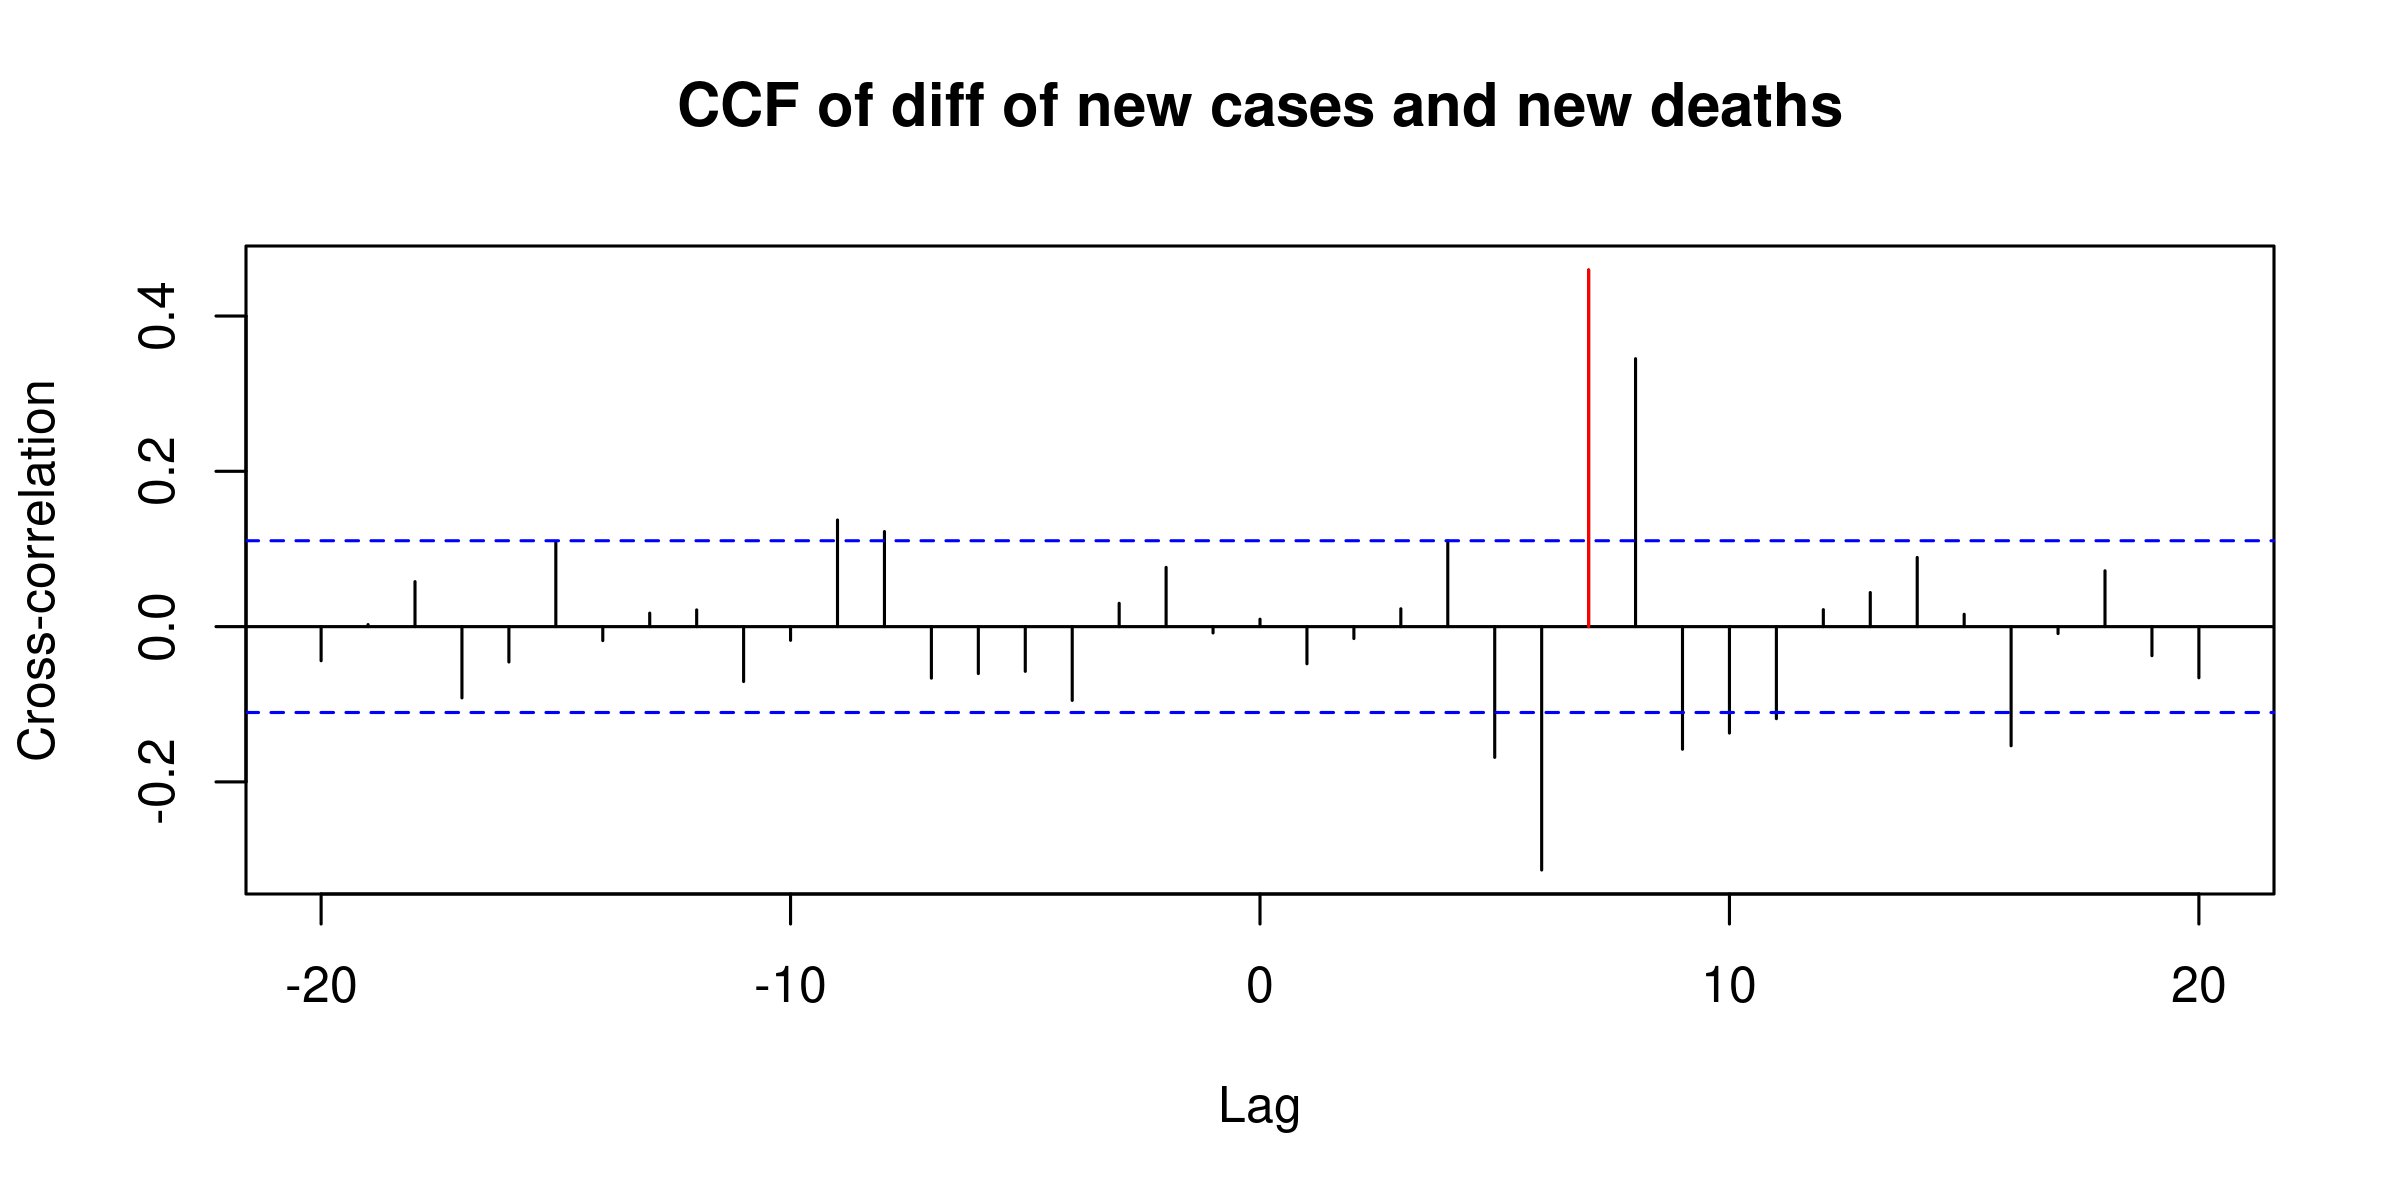 CCF of diff of new cases and new deaths
Cross-correlation
0.4
0.2
0.0
-0.2
-20 -10 0 10 20
Lag